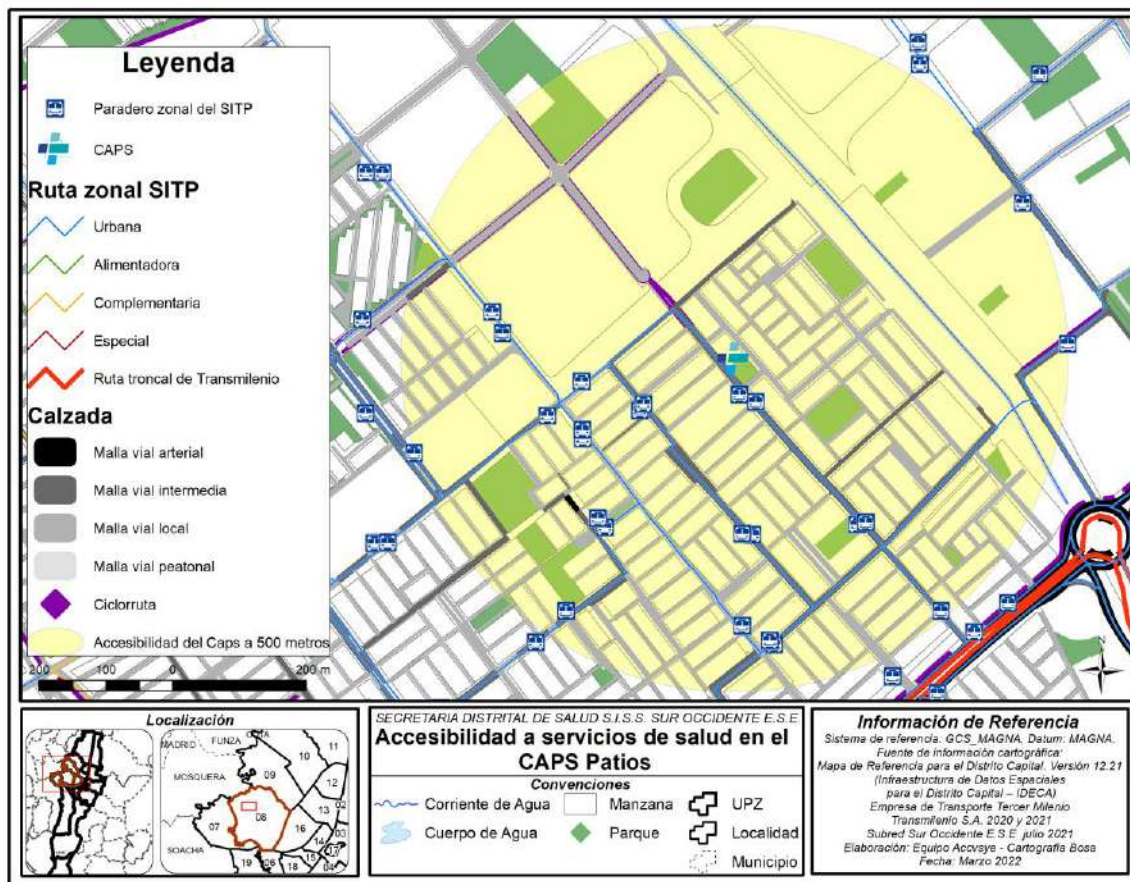 Leyenda
Paradero zonal del SITP
CAPS
Ruta zonal SITP
Urbana
Alimentadora
Complementaria
Especial
Ruta troncal de Transmilenio
Calzada
Malla vial arterial
Malla vial intermedia
Malla vial local
Malla vial peatonal
Ciclorruta
Accesibilidad del Caps a 500 metros
200 100 0 200 m
Localización
MADRID
FUNZA
MOSQUERA
SOACHA
11
10
09
12
07
08
13
02
16
03
14
15
17
19
06
18
04
SECRETARIA DISTRITAL DE SALUD S.I.S.S. SUR OCCIDENTE E.S.E
Accesibilidad a servicios de salud en el
CAPS Patios
Convenciones
Corriente de Agua
Manzana
UPZ
Cuerpo de Agua
Parque
Localidad
Municipio
Información de Referencia
Sistema de referencia: GCS_MAGNA, Datum: MAGNA.
Fuente de información cartográfica:
Mapa de Referencia para el Distrito Capital. Versión 12.21
(Infraestructura de Datos Espaciales
para el Distrito Capital – IDECA)
Empresa de Transporte Tercer Milenio
Transmilenio S.A. 2020 y 2021
Subred Sur Occidente E.S.E julio 2021
Elaboración: Equipo Accvsye - Cartografía Bosa
Fecha: Marzo 2022